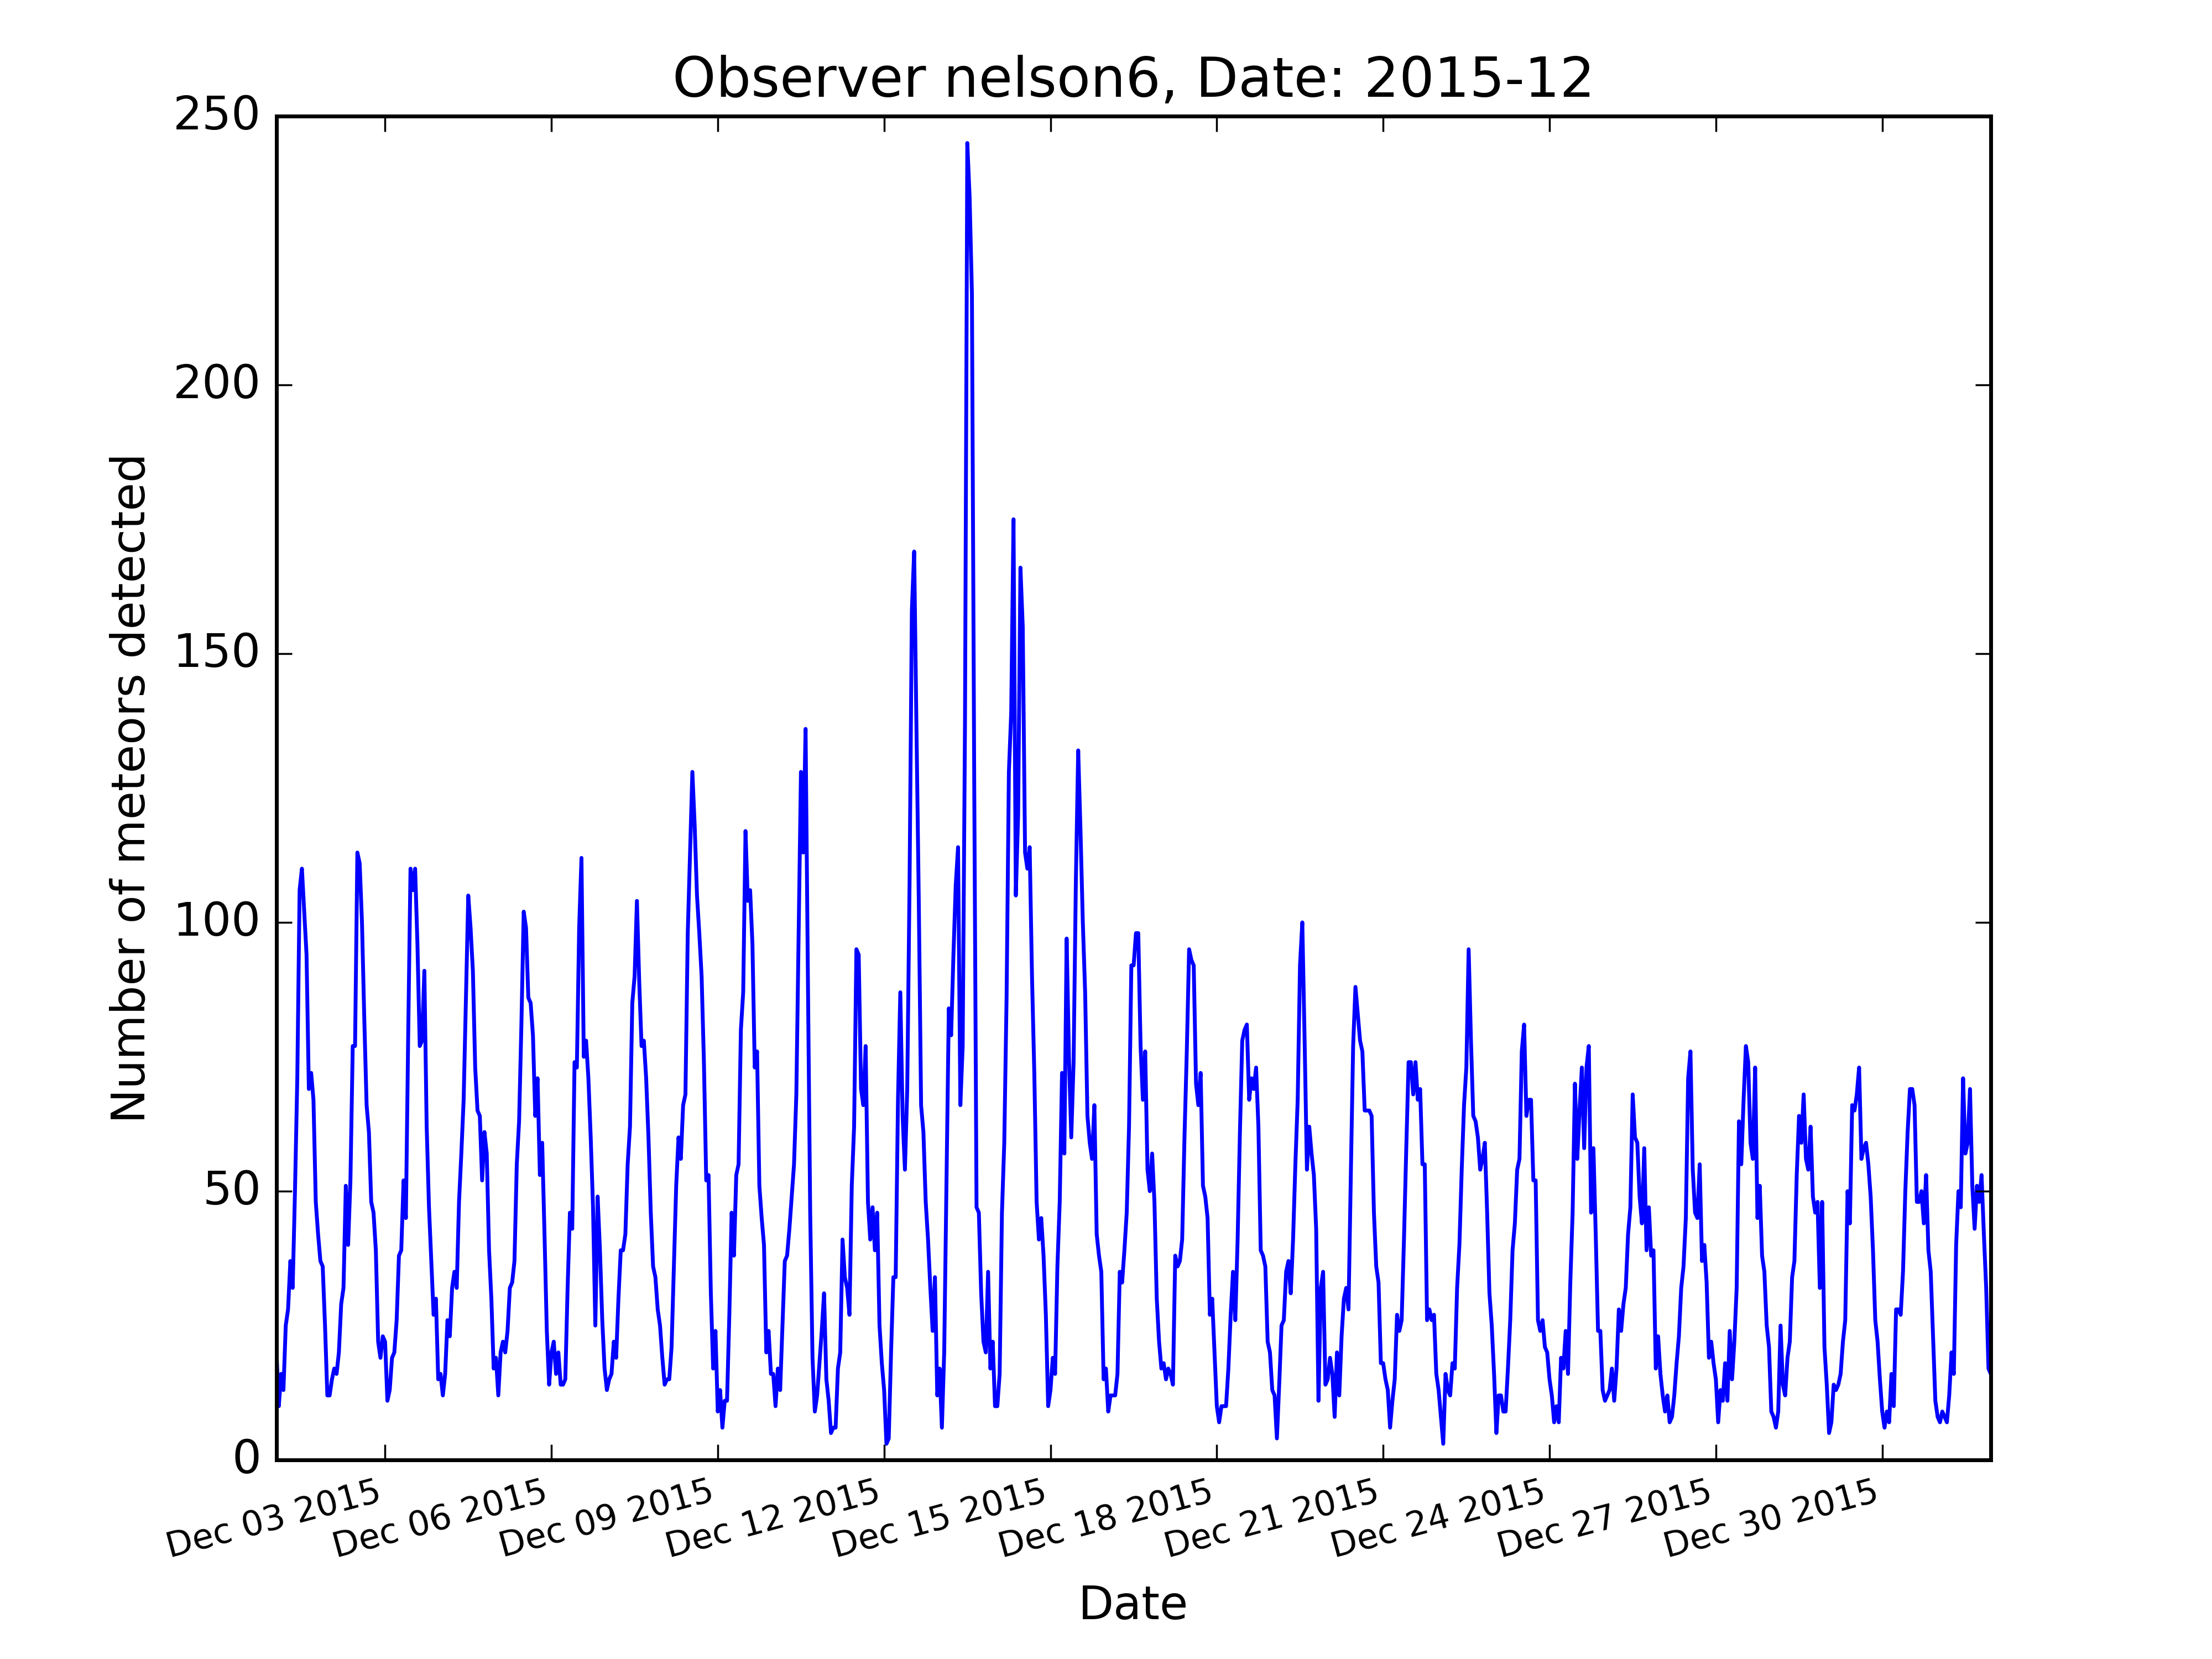 Observer nelson6, Date: 2015-12
250
200
150
100
50
0
Number of meteors detected
Dec 03 2015
Dec 06 2015
Dec 09 2015
Dec 12 2015
Dec 15 2015
Dec 18 2015
Dec 21 2015
Dec 24 2015
Dec 27 2015
Dec 30 2015
Date